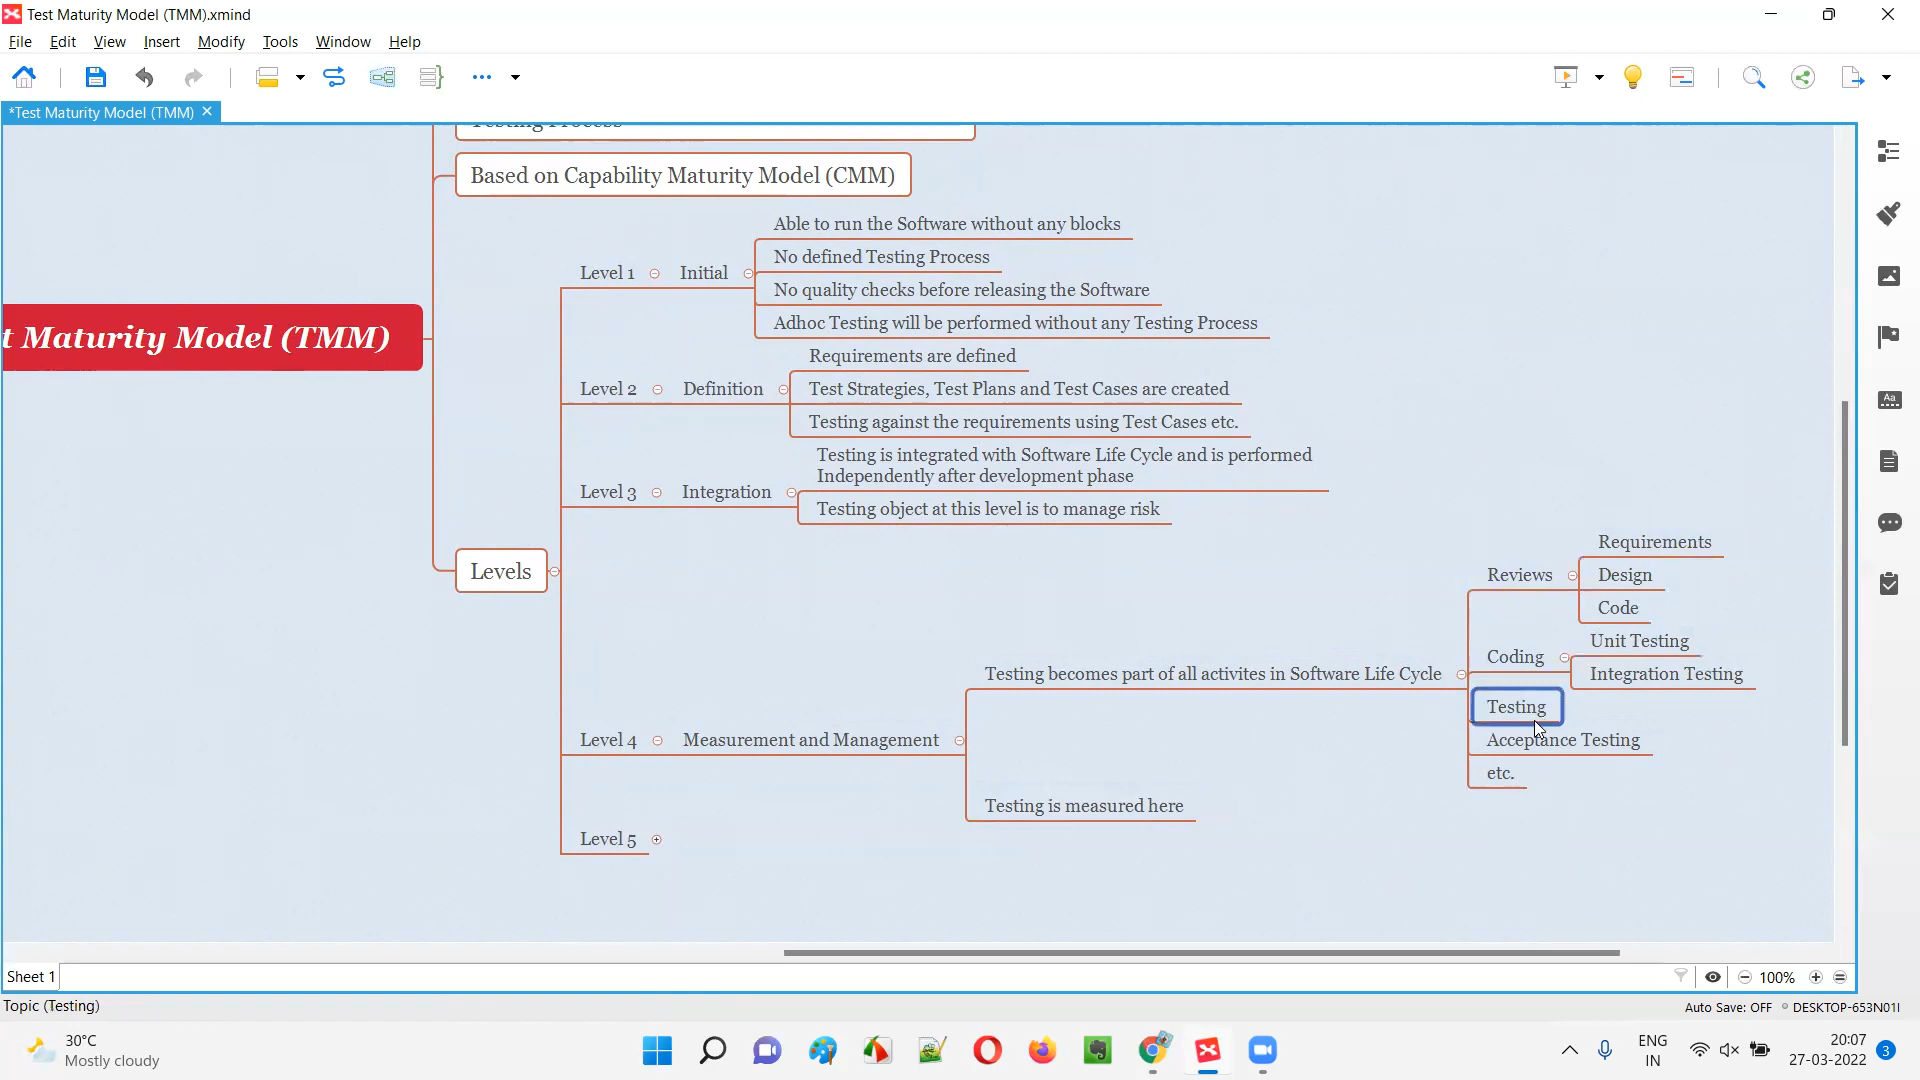 Test Maturity Model (TMM).xmind
File Edit View Insert Modify Tools Window Help
*Test Maturity Model (TMM)
Testing Process
Based on Capability Maturity Model (CMM)
t Maturity Model (TMM)
Levels
Level 1
Initial
Able to run the Software without any blocks
No defined Testing Process
No quality checks before releasing the Software
Adhoc Testing will be performed without any Testing Process
Level 2
Definition
Requirements are defined
Test Strategies, Test Plans and Test Cases are created
Testing against the requirements using Test Cases etc.
Level 3
Integration
Testing is integrated with Software Life Cycle and is performed
Independently after development phase
Testing object at this level is to manage risk
Level 4
Measurement and Management
Testing becomes part of all activites in Software Life Cycle
Reviews
Requirements
Design
Code
Coding
Unit Testing
Integration Testing
Testing
Acceptance Testing
etc.
Testing is measured here
Level 5
Sheet 1
100%
Topic (Testing)
Auto Save: OFF
DESKTOP-653N01I
30°C
Mostly cloudy
ENG
IN
20:07
27-03-2022
3
Aa